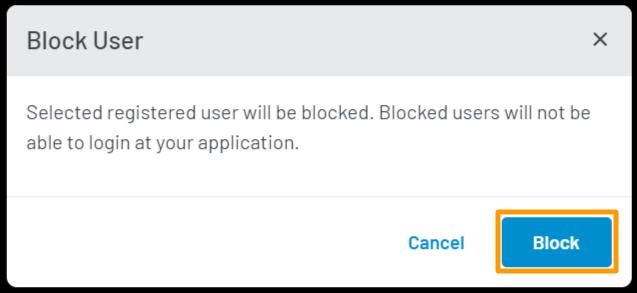 Block User
Selected registered user will be blocked. Blocked users will not be
able to login at your application.
Cancel
Block